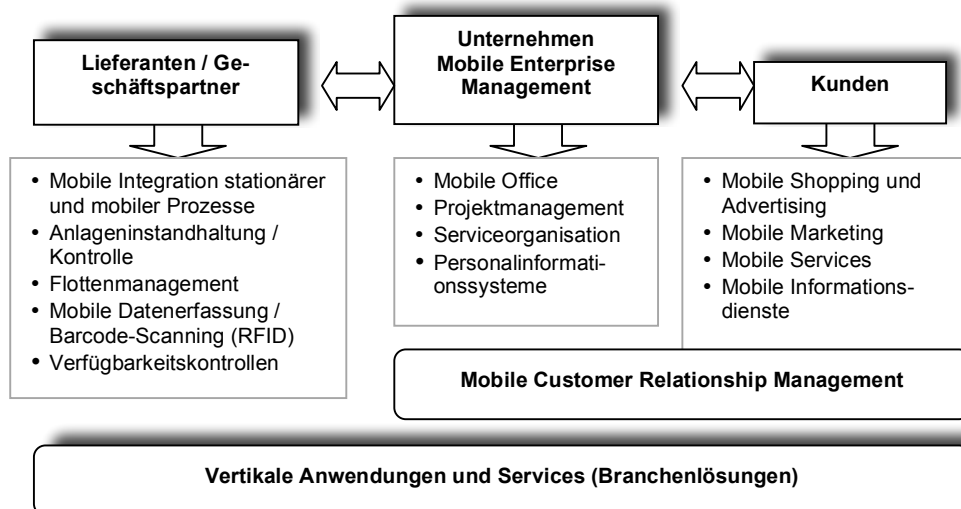 Lieferanten / Ge-
schäftspartner
Unternehmen
Mobile Enterprise
Management
Kunden
• Mobile Integration stationärer
und mobiler Prozesse
• Anlageninstandhaltung /
Kontrolle
• Flottenmanagement
• Mobile Datenerfassung /
Barcode-Scanning (RFID)
• Verfügbarkeitskontrollen
• Mobile Office
• Projektmanagement
• Serviceorganisation
• Personalinformati-
onssysteme
• Mobile Shopping und
Advertising
• Mobile Marketing
• Mobile Services
• Mobile Informations-
dienste
Mobile Customer Relationship Management
Vertikale Anwendungen und Services (Branchenlösungen)